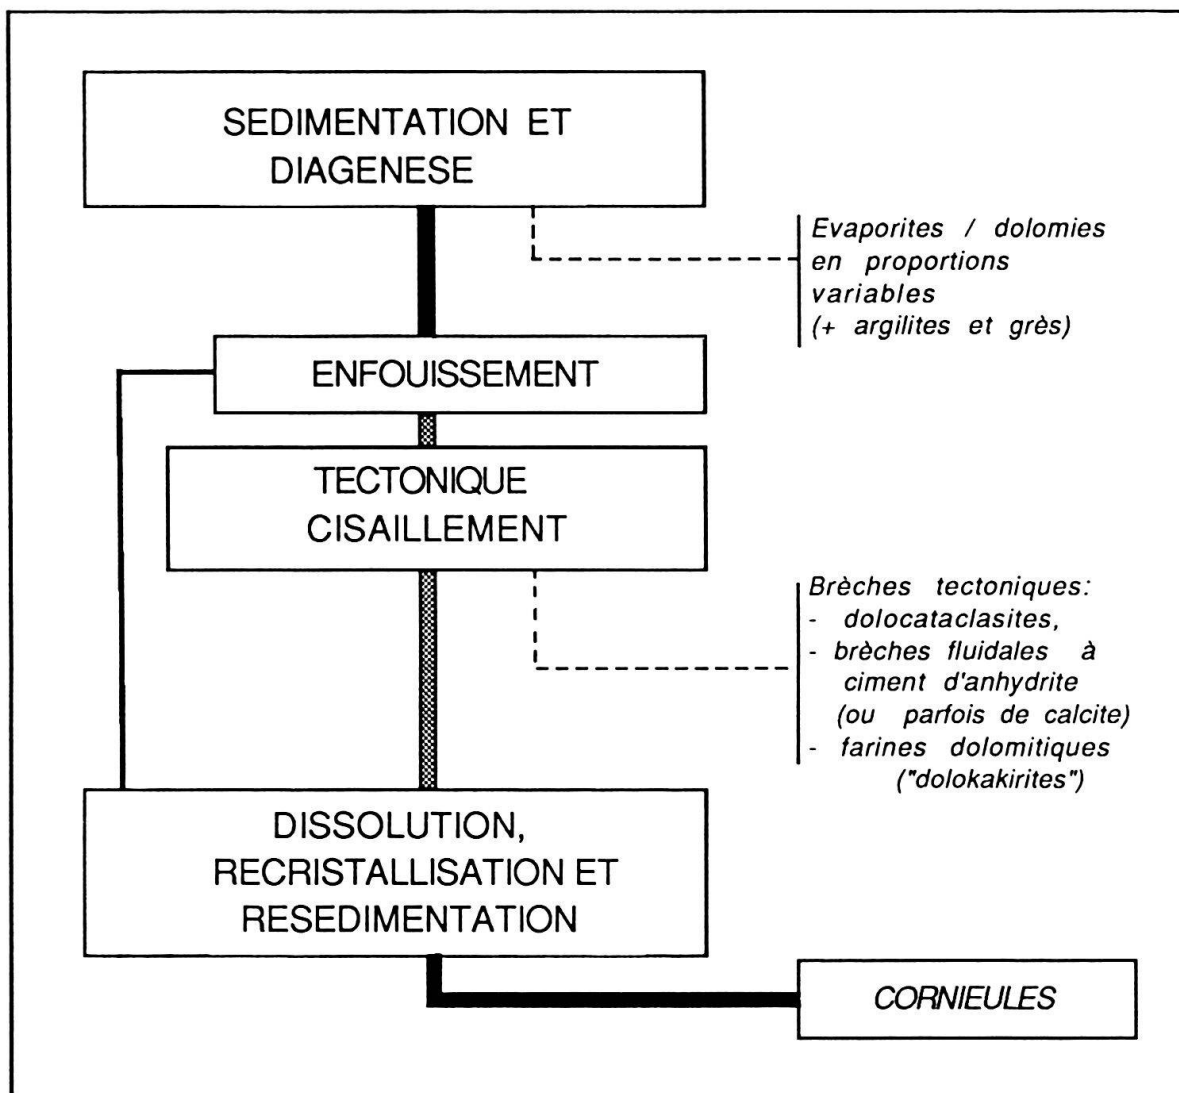 SEDIMENTATION ET
DIAGENESE
Evaporites / dolomies
en proportions
variables
(+ argilites et grès)
ENFOUISSEMENT
TECTONIQUE
CISAILLEMENT
Brèches tectoniques:
- dolocataclasites,
- brèches fluidales à
ciment d'anhydrite
(ou parfois de calcite)
- farines dolomitiques
("dolokakirites")
DISSOLUTION,
RECRISTALLISATION ET
RESEDIMENTATION
CORNIEULES